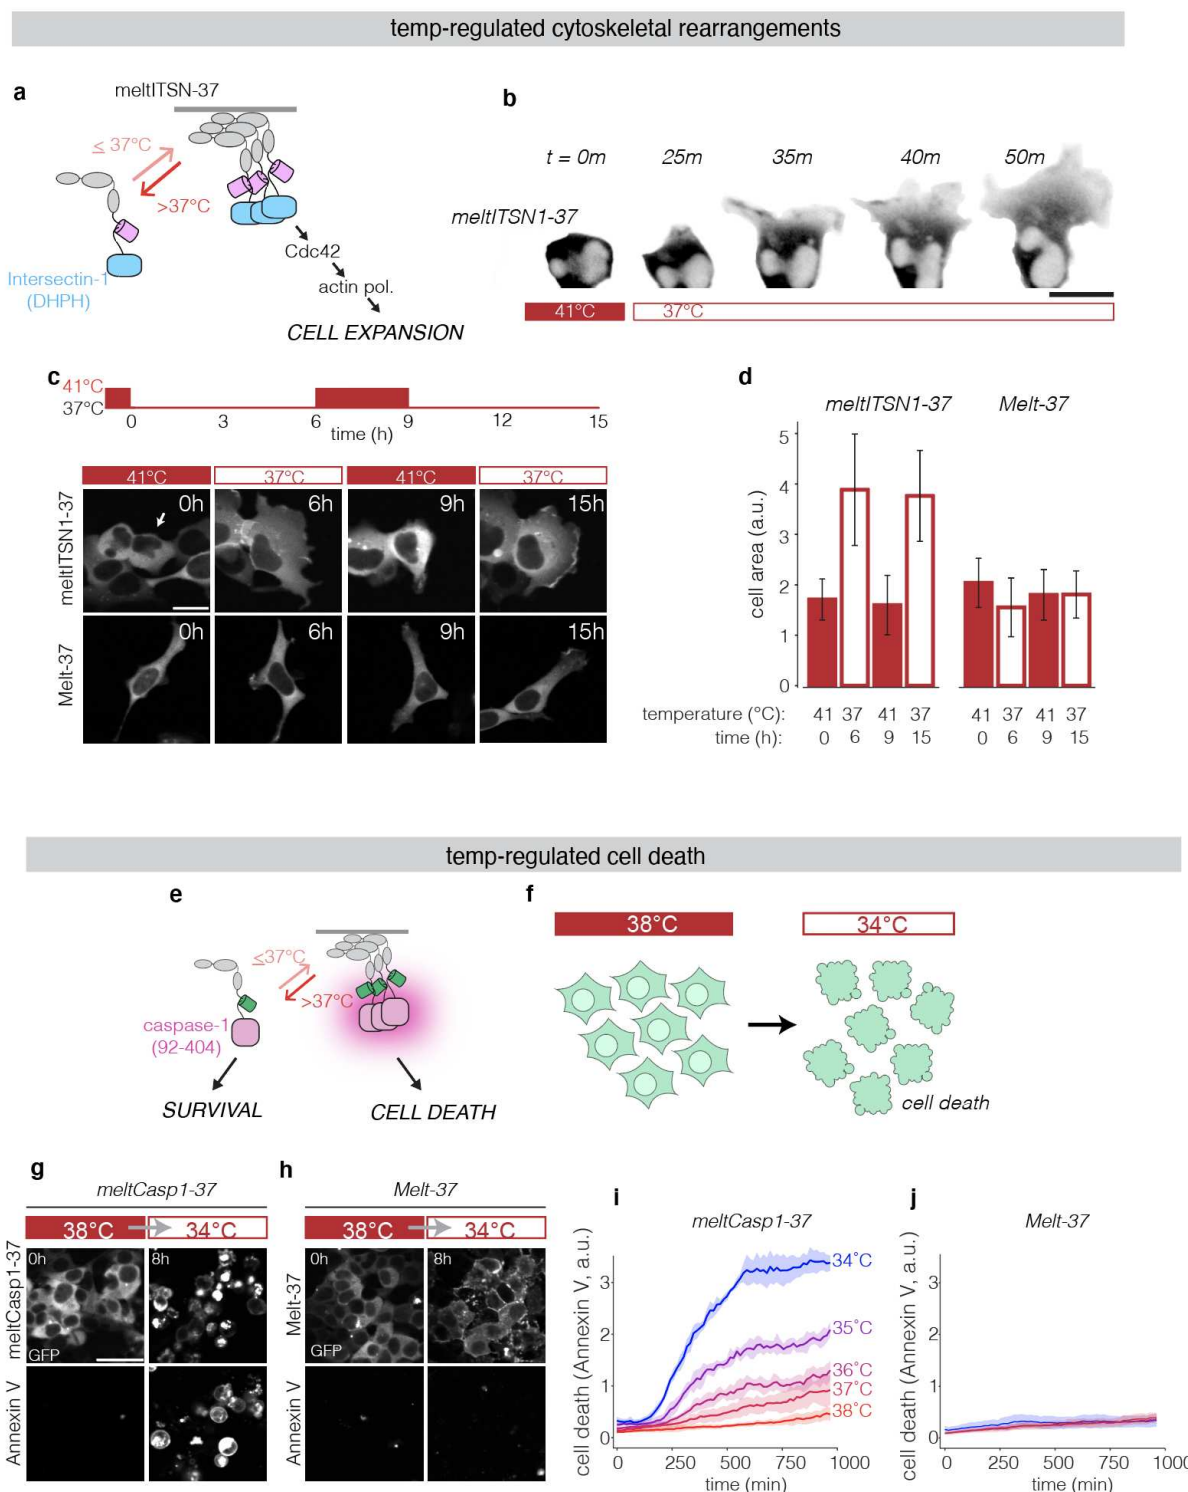 temp-regulated cytoskeletal rearrangements
a
meltITSN-37
≤ 37°C
>37°C
Intersectin-1
(DHPH)
Cdc42
actin pol.
CELL EXPANSION
b
t = 0m 25m 35m 40m 50m
meltITSN1-37
41°C 37°C
c
41°C
37°C
0 3 6 9 12 15
time (h)
41°C 37°C 41°C 37°C
meltITSN1-37
0h 6h 9h 15h
Melt-37
0h 6h 9h 15h
d
meltITSN1-37 Melt-37
cell area (a.u.)
5
4
3
2
1
0
temperature (°C): 41 37 41 37 41 37 41 37
time (h): 0 6 9 15 0 6 9 15
temp-regulated cell death
e
≤37°C
>37°C
caspase-1
(92-404)
SURVIVAL
CELL DEATH
f
38°C 34°C
cell death
g
meltCasp1-37
38°C 34°C
meltCasp1-37
0h 8h
GFP
Annexin V
h
Melt-37
38°C 34°C
Melt-37
0h 8h
GFP
Annexin V
i
meltCasp1-37
cell death (Annexin V, a.u.)
3
2
1
0
34°C
35°C
36°C
37°C
38°C
0 250 500 750 1000
time (min)
j
Melt-37
cell death (Annexin V, a.u.)
3
2
1
0
0 250 500 750 1000
time (min)